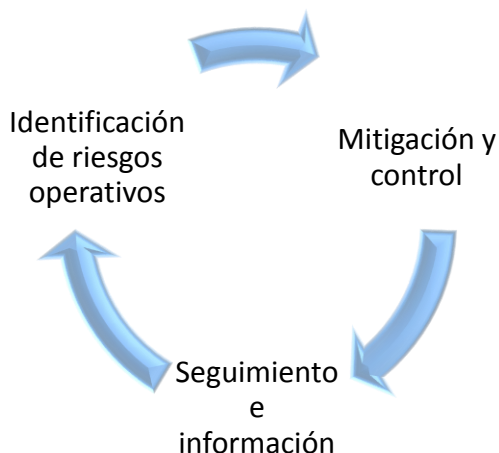 Identificación
de riesgos
operativos
Mitigación y
control
Seguimiento
e
información